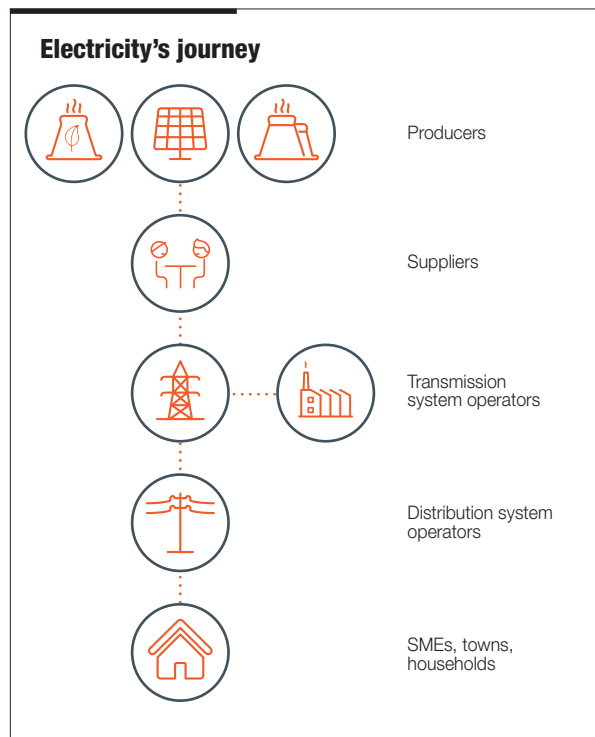 Electricity's journey
Producers
Suppliers
Transmission
system operators
Distribution system
operators
SMEs, towns,
households